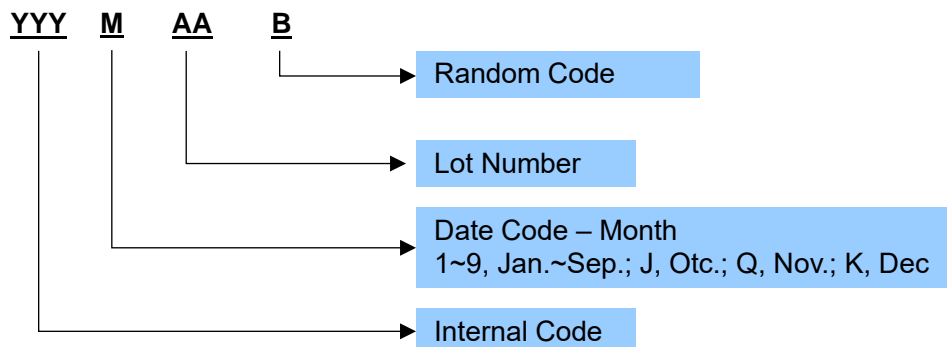 YYY M AA B
Random Code
Lot Number
Date Code – Month
1~9, Jan.~Sep.; J, Otc.; Q, Nov.; K, Dec
Internal Code